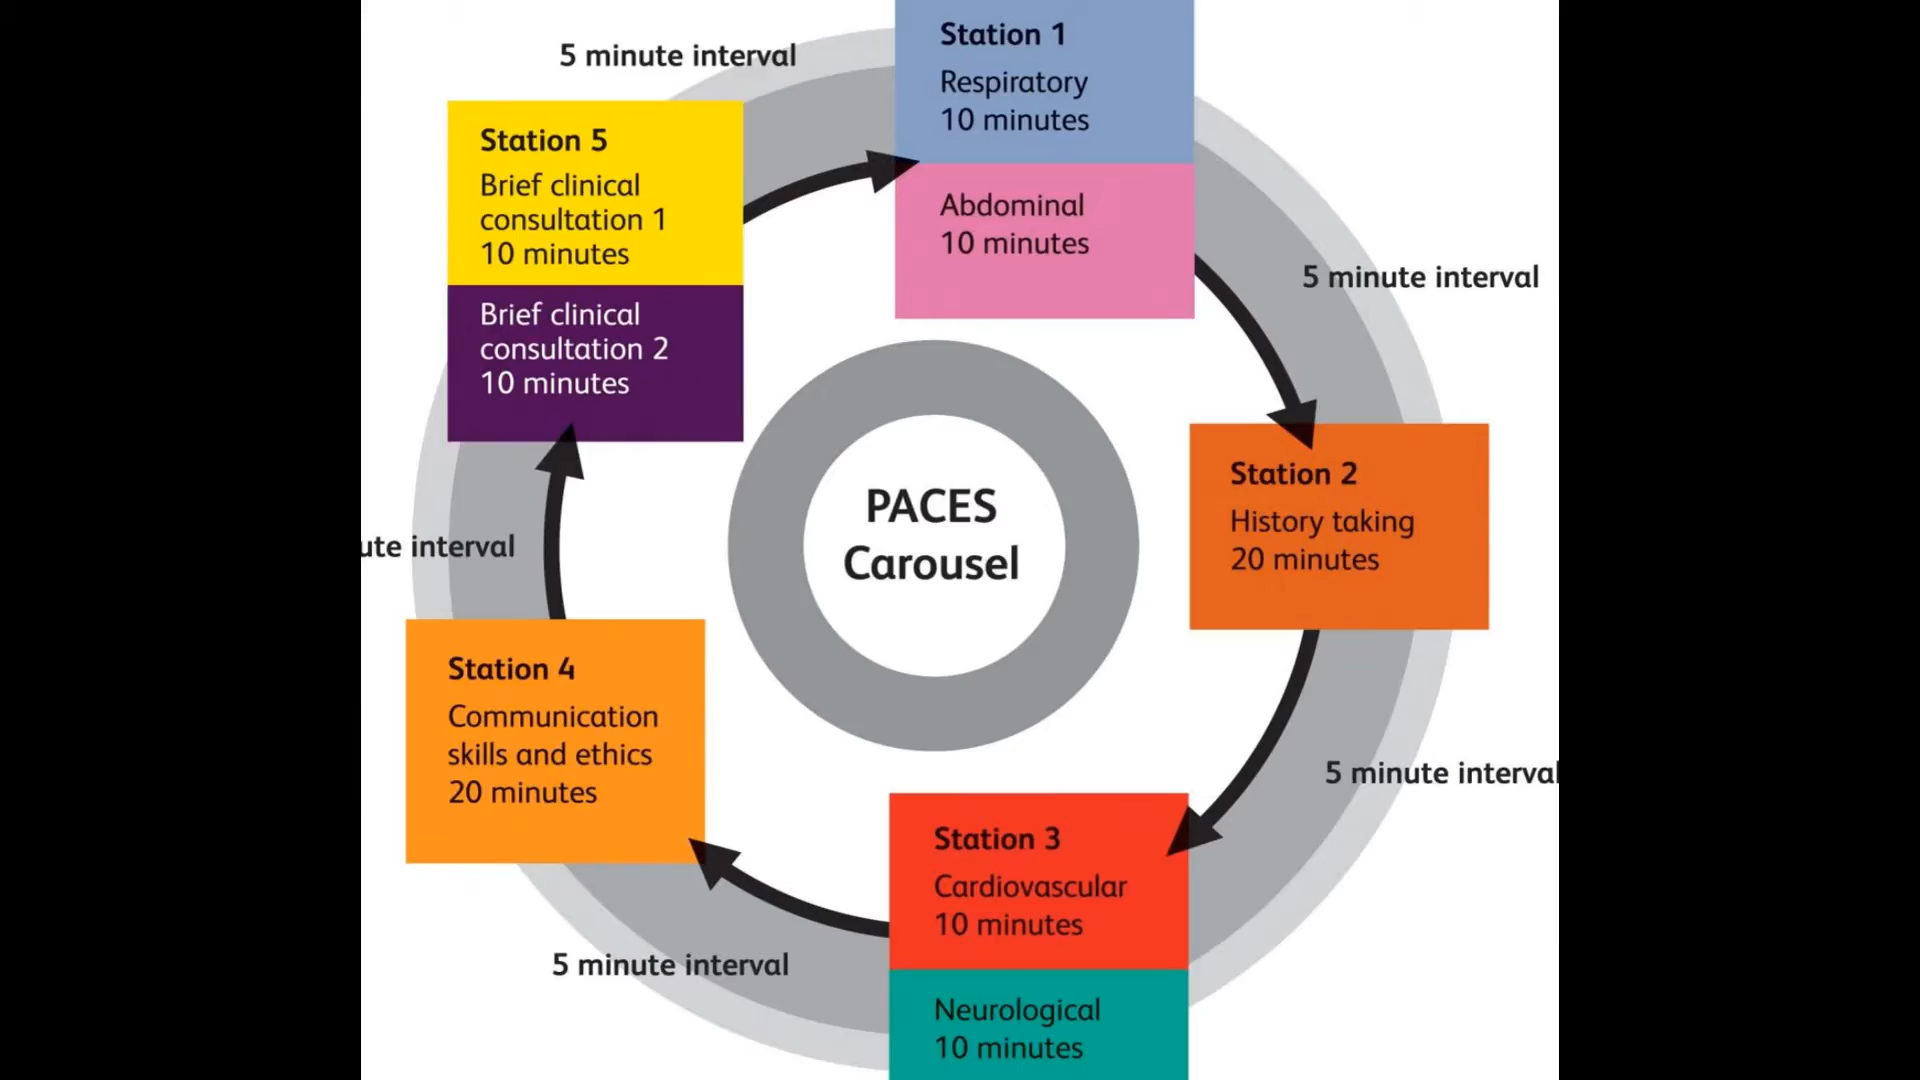 5 minute interval
Station 1
Respiratory
10 minutes
Abdominal
10 minutes
5 minute interval
Station 2
History taking
20 minutes
5 minute interval
Station 3
Cardiovascular
10 minutes
Neurological
10 minutes
5 minute interval
Station 4
Communication
skills and ethics
20 minutes
interval
Station 5
Brief clinical
consultation 1
10 minutes
Brief clinical
consultation 2
10 minutes
PACES
Carousel